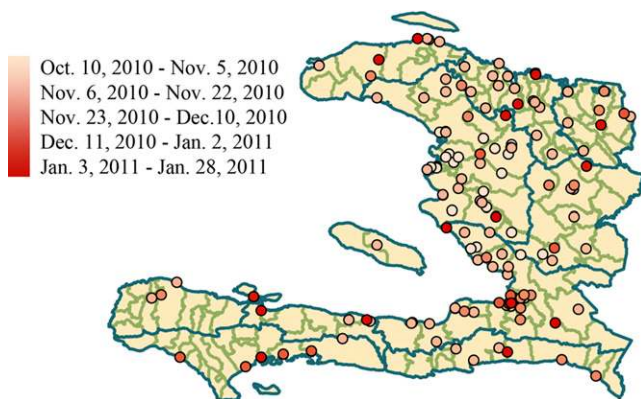 Oct. 10, 2010 - Nov. 5, 2010
Nov. 6, 2010 - Nov. 22, 2010
Nov. 23, 2010 - Dec.10, 2010
Dec. 11, 2010 - Jan. 2, 2011
Jan. 3, 2011 - Jan. 28, 2011